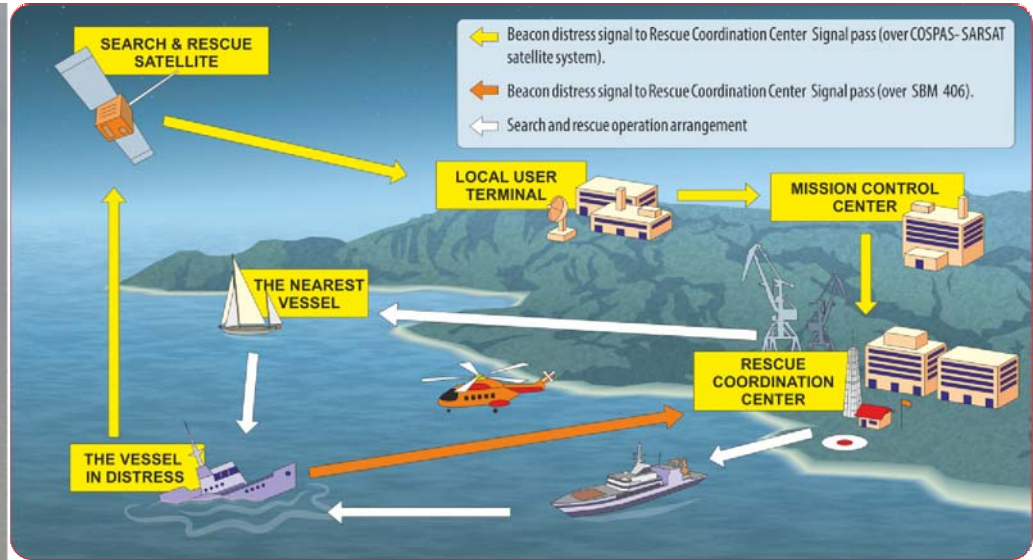 SEARCH & RESCUE
SATELLITE
Beacon distress signal to Rescue Coordination Center Signal pass (over COSPAS- SARSAT
satellite system).
Beacon distress signal to Rescue Coordination Center Signal pass (over SBM 406).
Search and rescue operation arrangement
LOCAL USER
TERMINAL
MISSION CONTROL
CENTER
THE NEAREST
VESSEL
RESCUE
COORDINATION
CENTER
THE VESSEL
IN DISTRESS